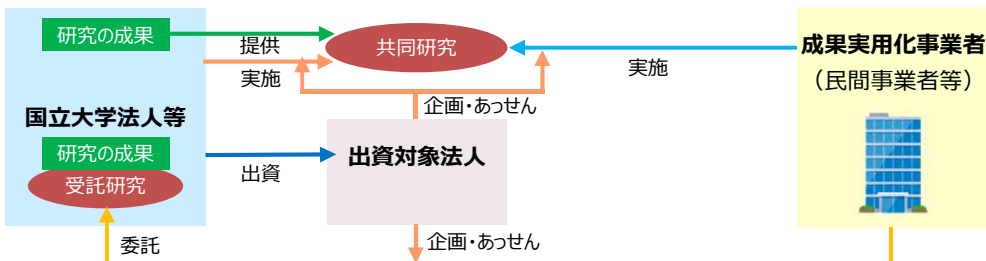 研究の成果
提供
共同研究
実施
実施
成果実用化事業者
（民間事業者等）
企画・あっせん
国立大学法人等
研究の成果
受託研究
出資
出資対象法人
委託
企画・あっせん